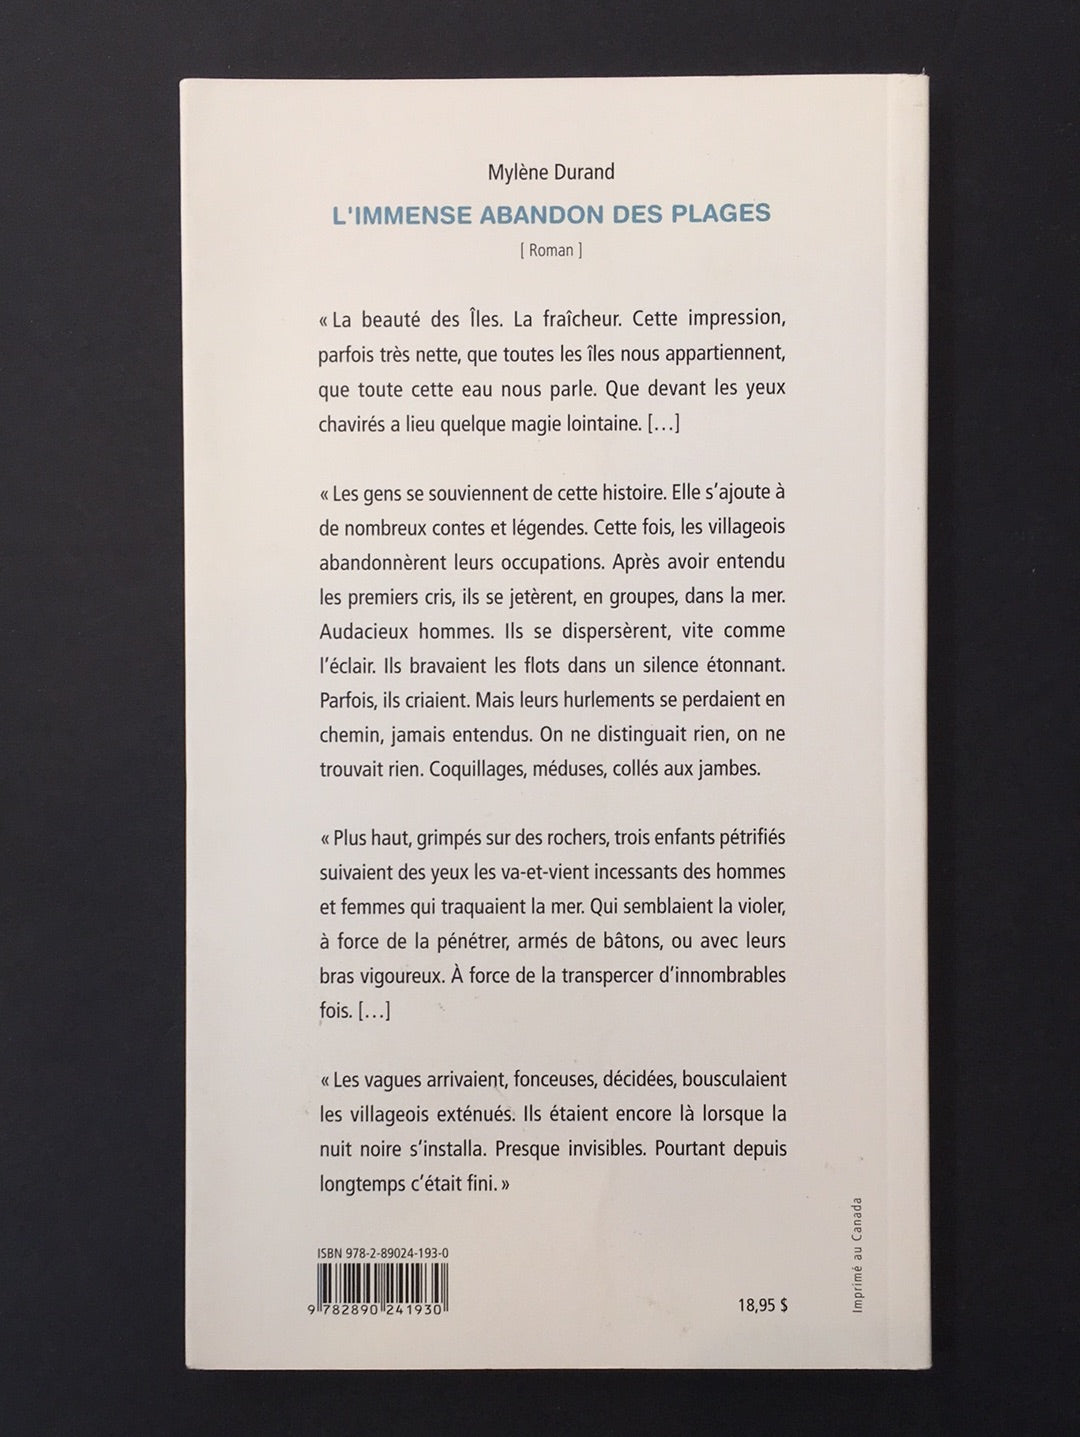 Mylène Durand
L'IMMENSE ABANDON DES PLAGES
[ Roman ]
« La beauté des Îles. La fraîcheur. Cette impression,
parfois très nette, que toutes les îles nous appartiennent,
que toute cette eau nous parle. Que devant les yeux
chavirés a lieu quelque magie lointaine. […]
« Les gens se souviennent de cette histoire. Elle s’ajoute à
de nombreux contes et légendes. Cette fois, les villageois
abandonnèrent leurs occupations. Après avoir entendu
les premiers cris, ils se jetèrent, en groupes, dans la mer.
Audacieux hommes. Ils se dispersèrent, vite comme
l’éclair. Ils bravaient les flots dans un silence étonnant.
Parfois, ils criaient. Mais leurs hurlements se perdaient en
chemin, jamais entendus. On ne distinguait rien, on ne
trouvait rien. Coquillages, méduses, collés aux jambes.
« Plus haut, grimpés sur des rochers, trois enfants pétrifiés
suivaient des yeux les va-et-vient incessants des hommes
et femmes qui traquaient la mer. Qui semblaient la violer,
à force de la pénétrer, armés de bâtons, ou avec leurs
bras vigoureux. À force de la transpercer d’innombrables
fois. […]
« Les vagues arrivaient, fonceuses, décidées, bousculaient
les villageois exténués. Ils étaient encore là lorsque la
nuit noire s’installa. Presque invisibles. Pourtant depuis
longtemps c’était fini. »
ISBN 978-2-89024-193-0
9 782890 241930
18,95 $
Imprimé au Canada